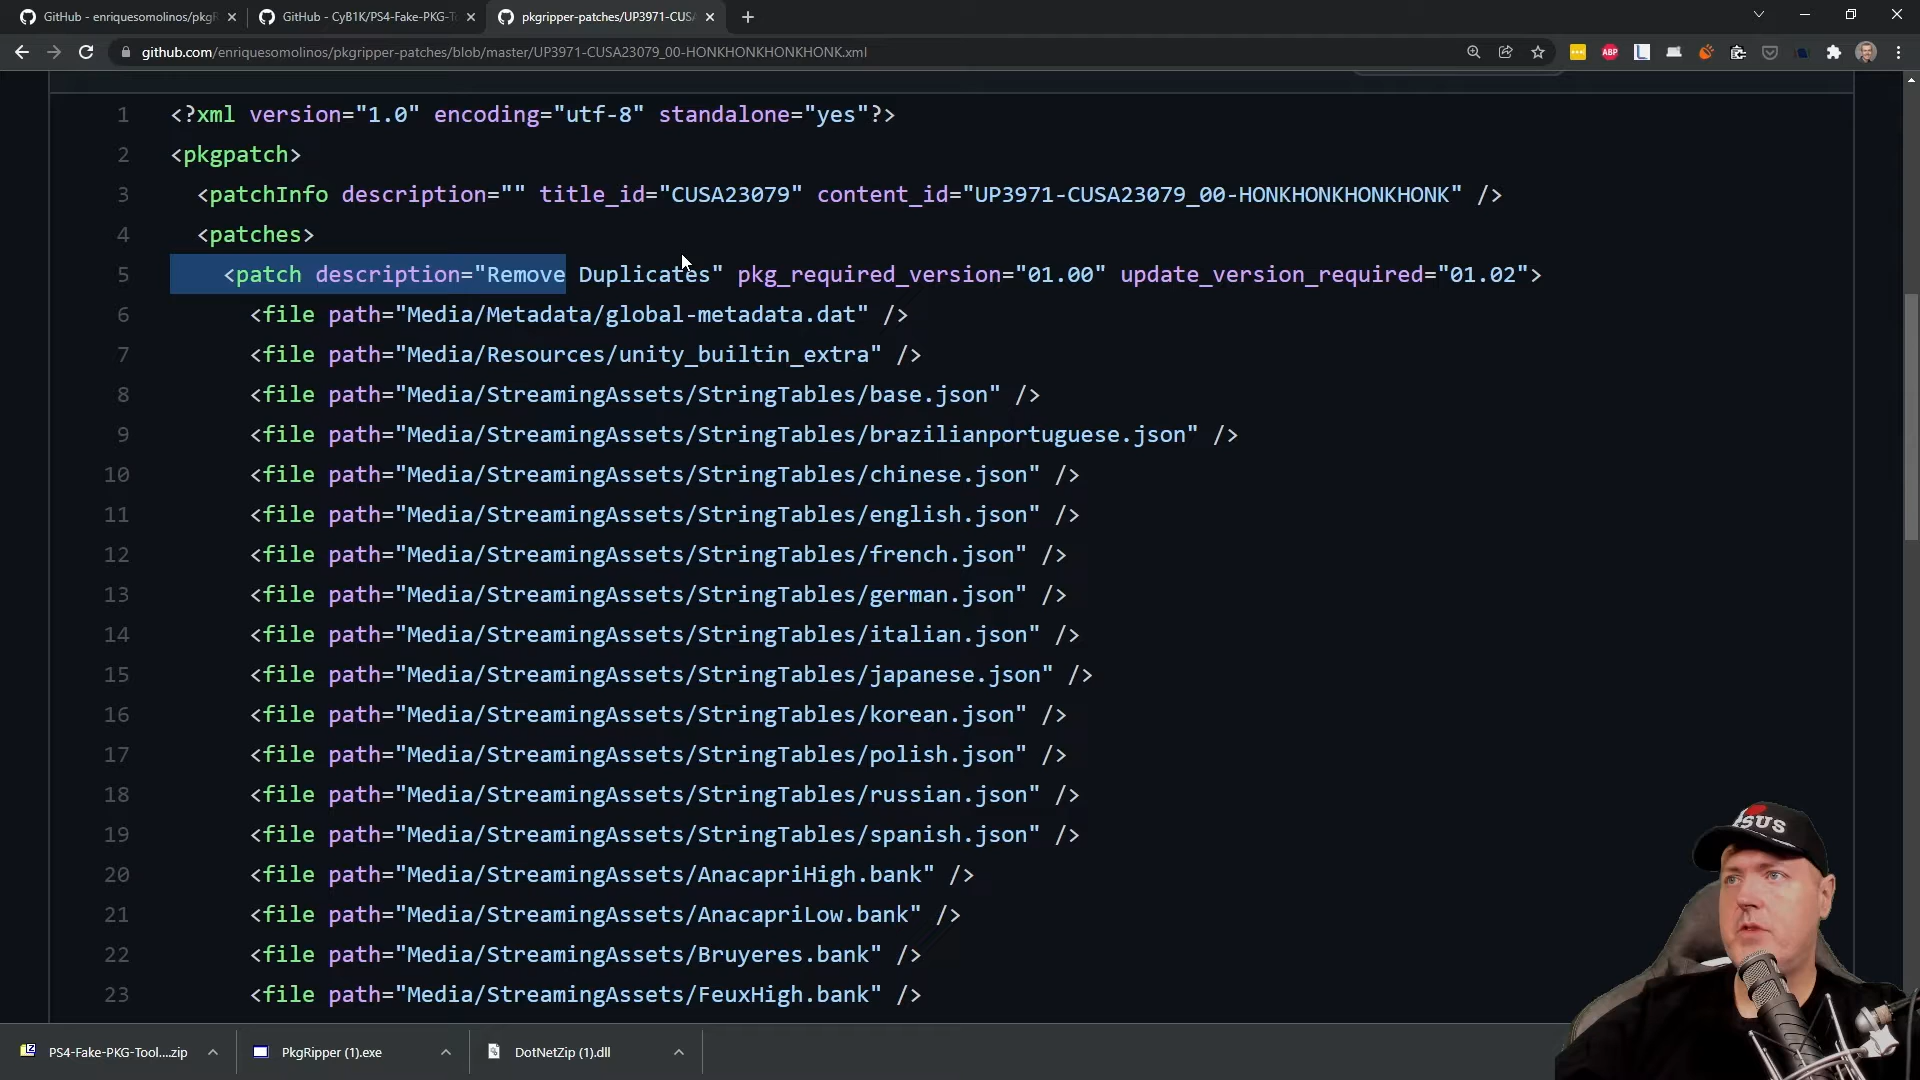 GitHub - enriquesomolinos/pkgR
GitHub - CyB1K/PS4-Fake-PKG-To
pkgripper-patches/UP3971-CUSA
github.com/enriquesomolinos/pkgripper-patches/blob/master/UP3971-CUSA23079_00-HONKHONKHONKHONK.xml
ABP
1 <?xml version="1.0" encoding="utf-8" standalone="yes"?>
2 <pkgpatch>
3 <patchInfo description="" title_id="CUSA23079" content_id="UP3971-CUSA23079_00-HONKHONKHONKHONK" />
4 <patches>
5 <patch description="Remove Duplicates" pkg_required_version="01.00" update_version_required="01.02">
6 <file path="Media/Metadata/global-metadata.dat" />
7 <file path="Media/Resources/unity_builtin_extra" />
8 <file path="Media/StreamingAssets/StringTables/base.json" />
9 <file path="Media/StreamingAssets/StringTables/brazilianportuguese.json" />
10 <file path="Media/StreamingAssets/StringTables/chinese.json" />
11 <file path="Media/StreamingAssets/StringTables/english.json" />
12 <file path="Media/StreamingAssets/StringTables/french.json" />
13 <file path="Media/StreamingAssets/StringTables/german.json" />
14 <file path="Media/StreamingAssets/StringTables/italian.json" />
15 <file path="Media/StreamingAssets/StringTables/japanese.json" />
16 <file path="Media/StreamingAssets/StringTables/korean.json" />
17 <file path="Media/StreamingAssets/StringTables/polish.json" />
18 <file path="Media/StreamingAssets/StringTables/russian.json" />
19 <file path="Media/StreamingAssets/StringTables/spanish.json" />
20 <file path="Media/StreamingAssets/AnacapriHigh.bank" />
21 <file path="Media/StreamingAssets/AnacapriLow.bank" />
22 <file path="Media/StreamingAssets/Bruyeres.bank" />
23 <file path="Media/StreamingAssets/FeuxHigh.bank" />
PS4-Fake-PKG-Tool....zip
PkgRipper (1).exe
DotNetZip (1).dll